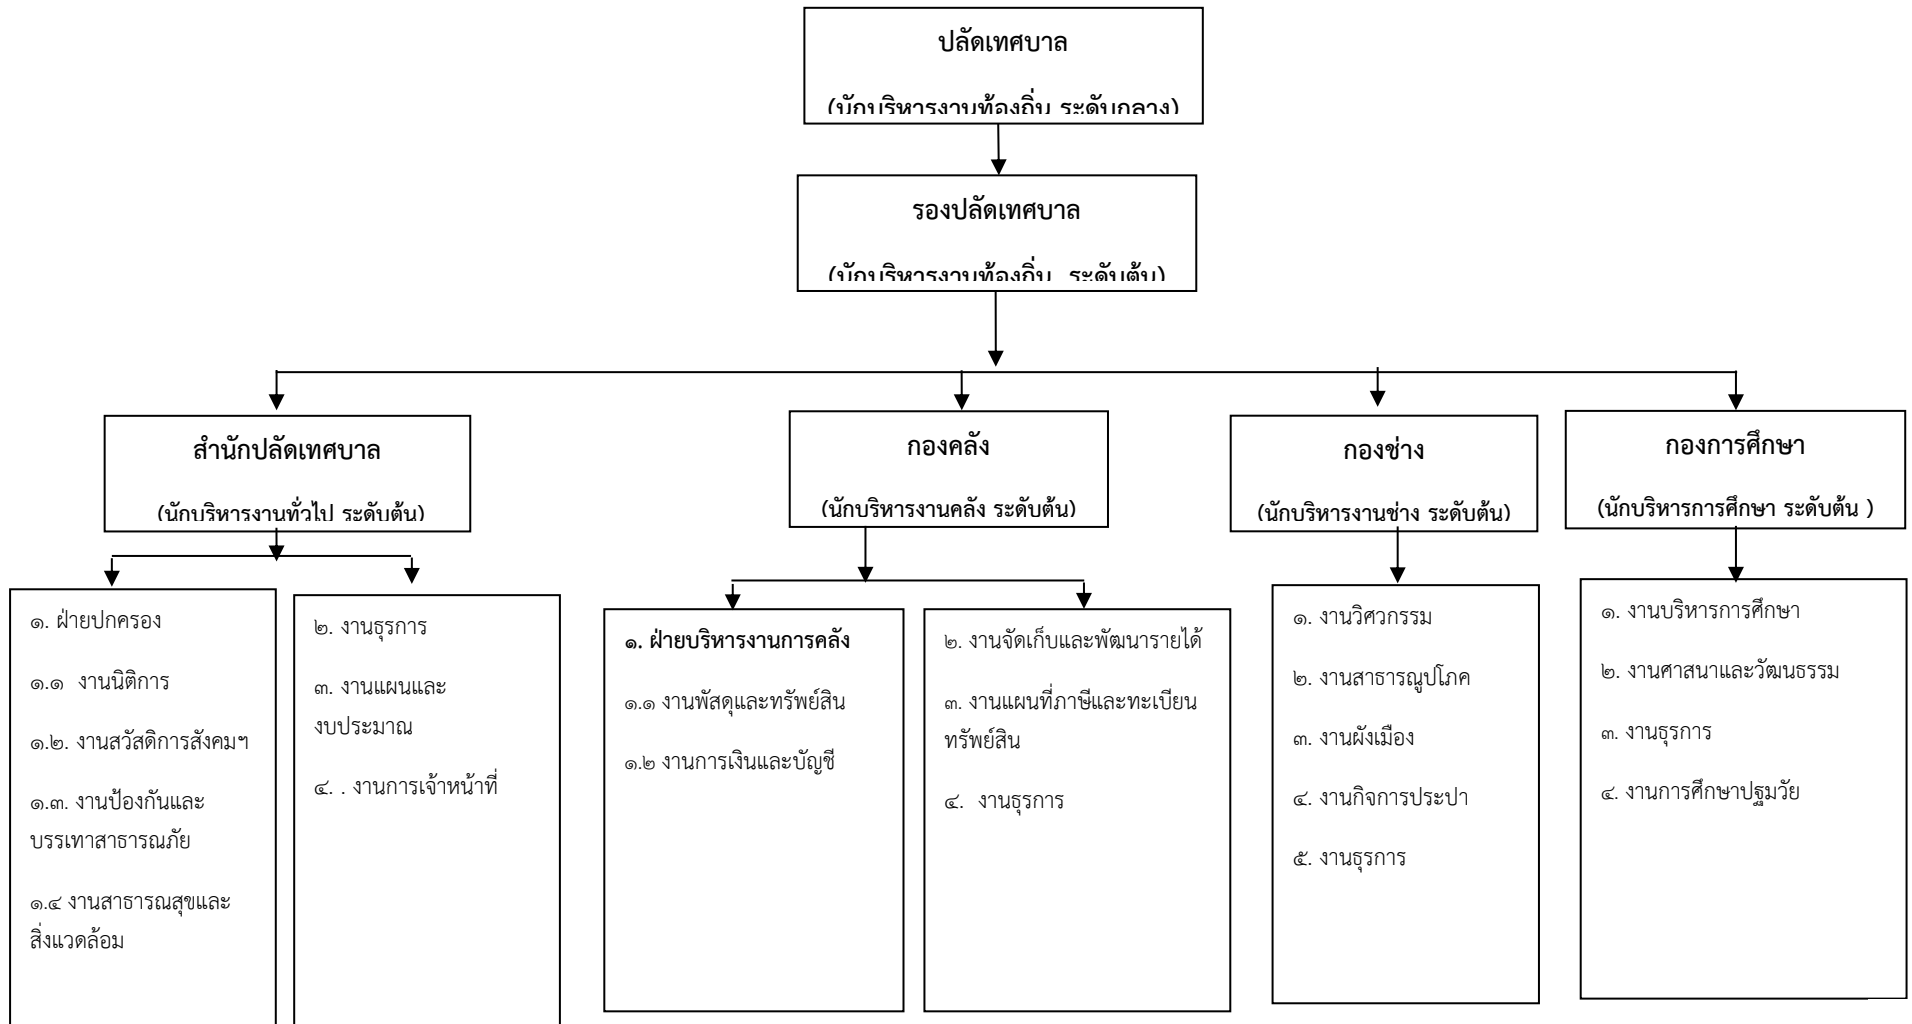 ปลัดเทศบาล
(นักบริหารงานท้องถิ่น ระดับกลาง)
รองปลัดเทศบาล
(นักบริหารงานท้องถิ่น ระดับต้น)
สำนักปลัดเทศบาล
(นักบริหารงานทั่วไป ระดับต้น)
กองคลัง
(นักบริหารงานคลัง ระดับต้น)
กองช่าง
(นักบริหารงานช่าง ระดับต้น)
กองการศึกษา
(นักบริหารการศึกษา ระดับต้น )
๑. ฝ่ายปกครอง
๑.๑ งานนิติการ
๑.๒. งานสวัสดิการสังคมฯ
๑.๓. งานป้องกันและ
บรรเทาสาธารณภัย
๑.๔ งานสาธารณสุขและ
สิ่งแวดล้อม
๒. งานธุรการ
๓. งานแผนและ
งบประมาณ
๔. . งานการเจ้าหน้าที่
๑. ฝ่ายบริหารงานการคลัง
๑.๑ งานพัสดุและทรัพย์สิน
๑.๒ งานการเงินและบัญชี
๒. งานจัดเก็บและพัฒนารายได้
๓. งานแผนที่ภาษีและทะเบียน
ทรัพย์สิน
๔. งานธุรการ
๑. งานวิศวกรรม
๒. งานสาธารณูปโภค
๓. งานผังเมือง
๔. งานกิจการประปา
๕. งานธุรการ
๑. งานบริหารการศึกษา
๒. งานศาสนาและวัฒนธรรม
๓. งานธุรการ
๔. งานการศึกษาปฐมวัย